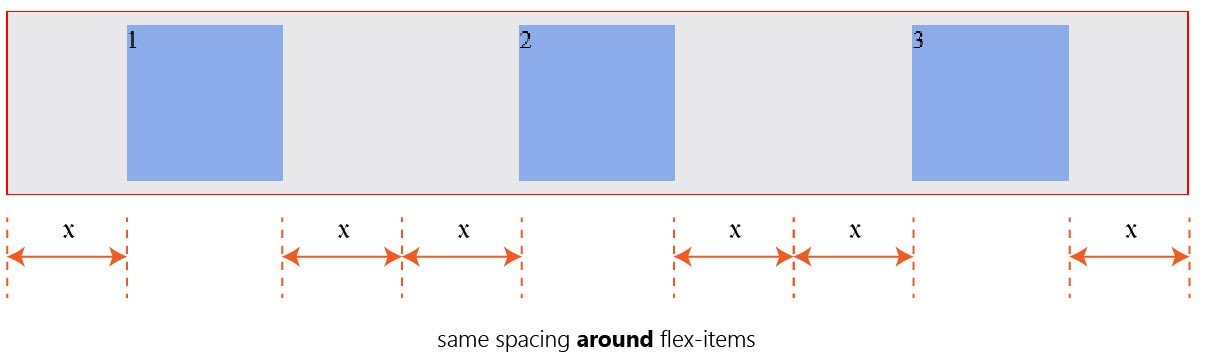 1 2 3
x x x x x x
same spacing around flex-items